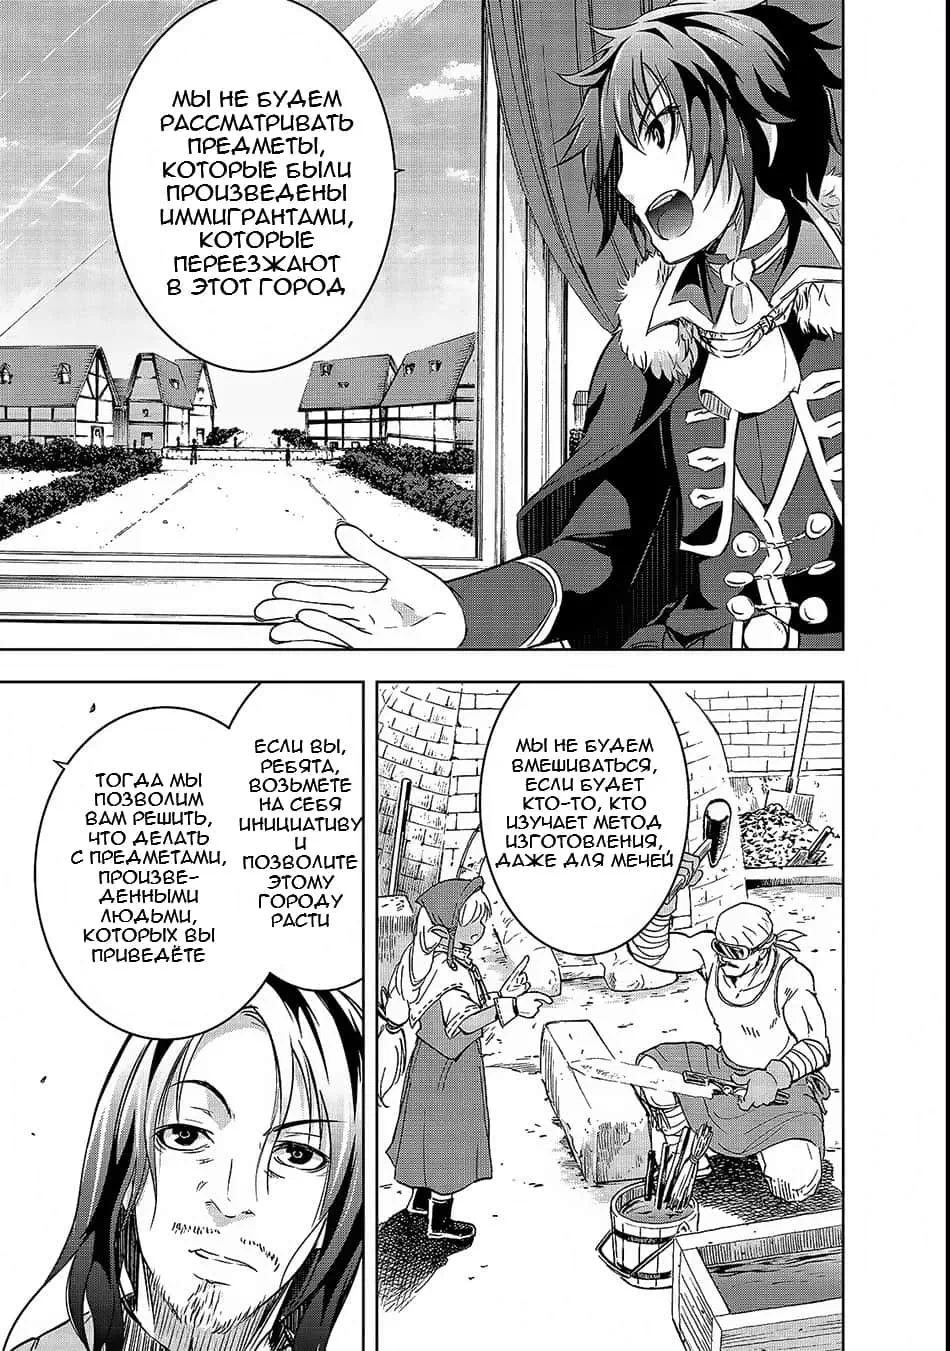 МЫ НЕ БУДЕМ
РАССМАТРИВАТЬ
ПРЕДМЕТЫ,
КОТОРЫЕ БЫЛИ
ПРОИЗВЕДЕНЫ
ИММИГРАНТАМИ,
КОТОРЫЕ
ПЕРЕЕЗЖАЮТ
В ЭТОТ ГОРОД
МЫ НЕ БУДЕМ
ВМЕШИВАТЬСЯ,
ЕСЛИ БУДЕТ
КТО-ТО, КТО
ИЗУЧАЕТ МЕТОД
ИЗГОТОВЛЕНИЯ,
ДАЖЕ ДЛЯ МЕЧЕЙ
ЕСЛИ ВЫ,
РЕБЯТА,
ВОЗЬМЕТЕ
НА СЕБЯ
ИНИЦИАТИВУ
И
ПОЗВОЛИТЕ
ЭТОМУ
ГОРОДУ
РАСТИ
ТОГДА МЫ
ПОЗВОЛИМ
ВАМ РЕШИТЬ,
ЧТО ДЕЛАТЬ
С ПРЕДМЕТАМИ,
ПРОИЗВЕ-
ДЕННЫМИ
ЛЮДЬМИ,
КОТОРЫХ ВЫ
ПРИВЕДЁТЕ